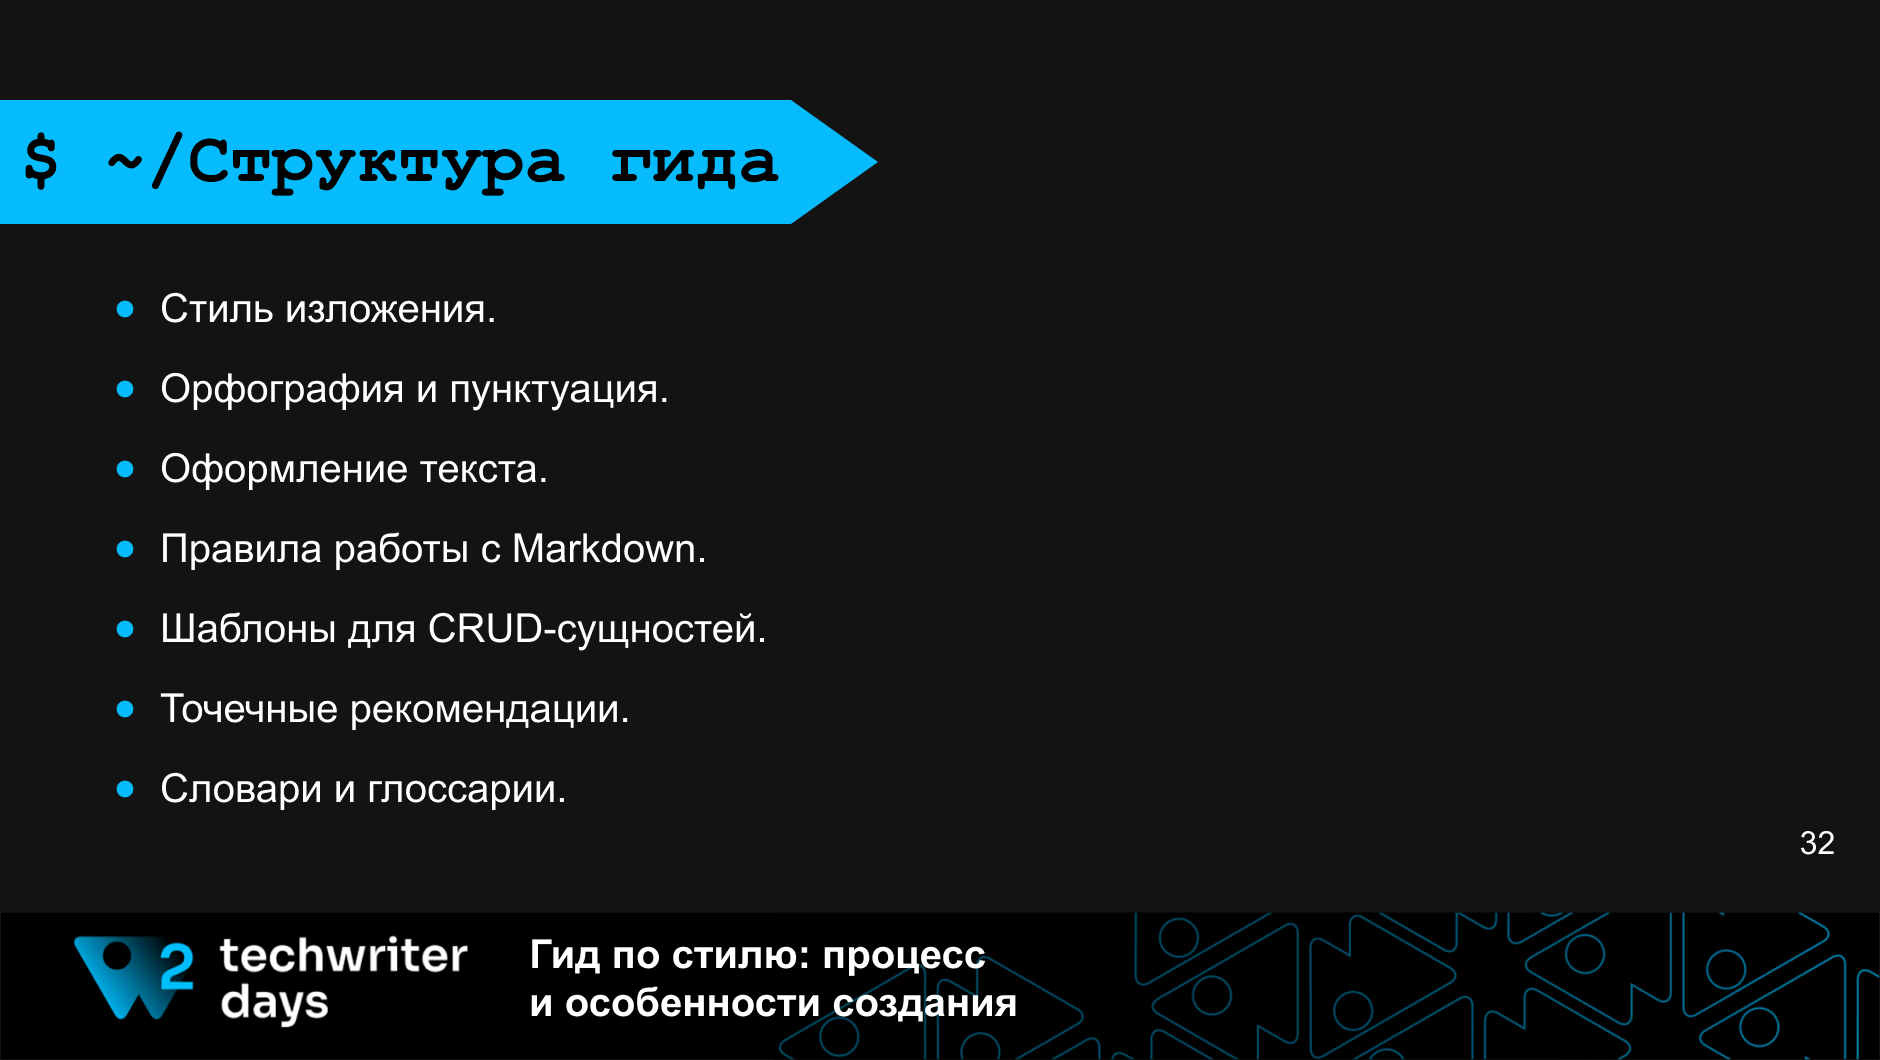 $ ~/Структура гида
Стиль изложения.
Орфография и пунктуация.
Оформление текста.
Правила работы с Markdown.
Шаблоны для CRUD-сущностей.
Точечные рекомендации.
Словари и глоссарии.
32
2 techwriter
days
Гид по стилю: процесс
и особенности создания